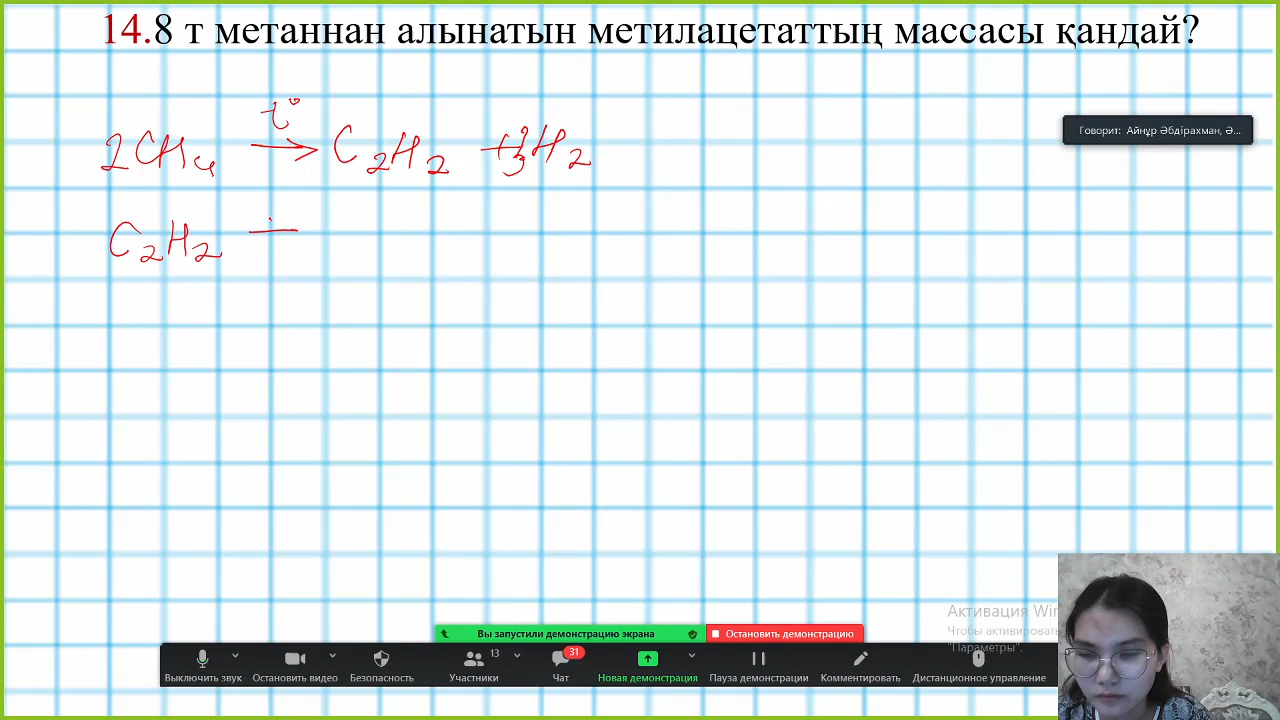 14.8 т метаннан алынатын метилацетаттың массасы қандай?
t°
2CH4 → C2H2 + 3H2
C2H2
Говорит: Айнұр Әбдірахман, Ә...
Активация Win
Чтобы активировать
"Параметры".
Вы запустили демонстрацию экрана
Остановить демонстрацию
13
31
Выключить звук
Остановить видео
Безопасность
Участники
Чат
Новая демонстрация
Пауза демонстрации
Комментировать
Дистанционное управление